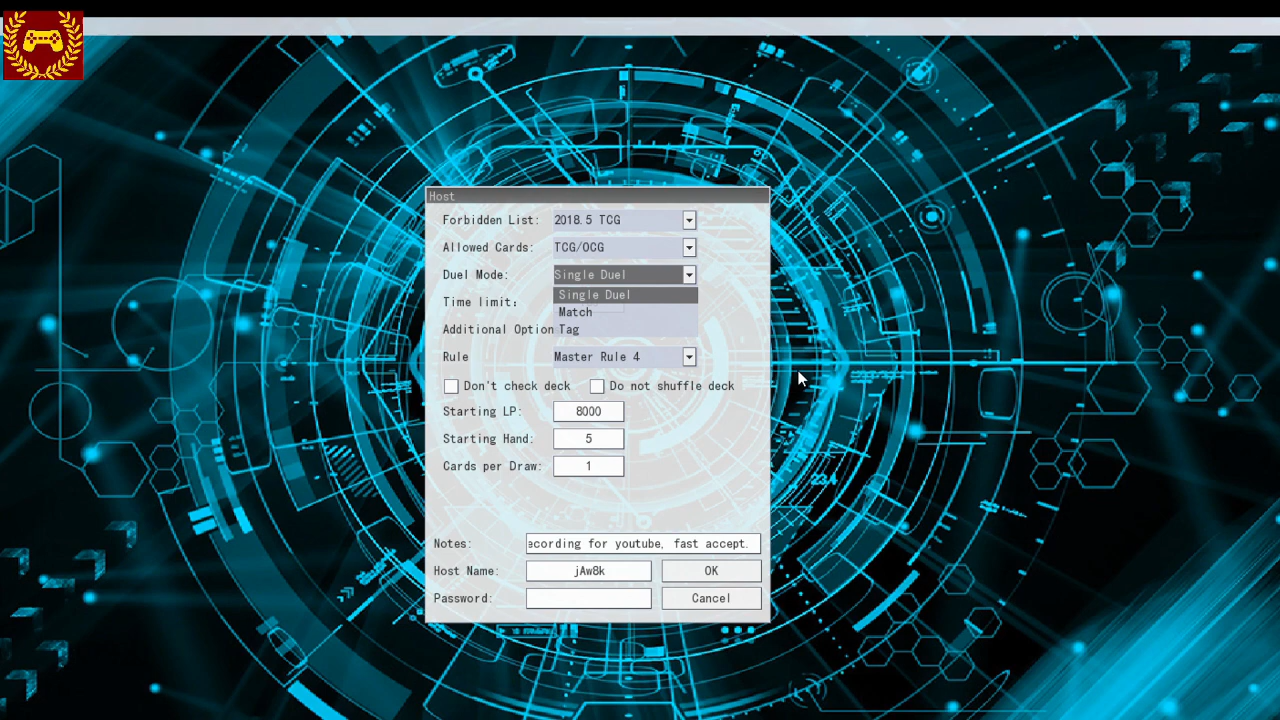 Host
Forbidden List: 2018.5 TCG
Allowed Cards: TCG/OCG
Duel Mode: Single Duel
Single Duel
Time limit:
Match
Additional Option Tag
Rule Master Rule 4
Don't check deck Do not shuffle deck
Starting LP: 8000
Starting Hand: 5
Cards per Draw: 1
234
Notes: ecording for youtube, fast accept.
Host Name: jAw8k OK
Password: Cancel